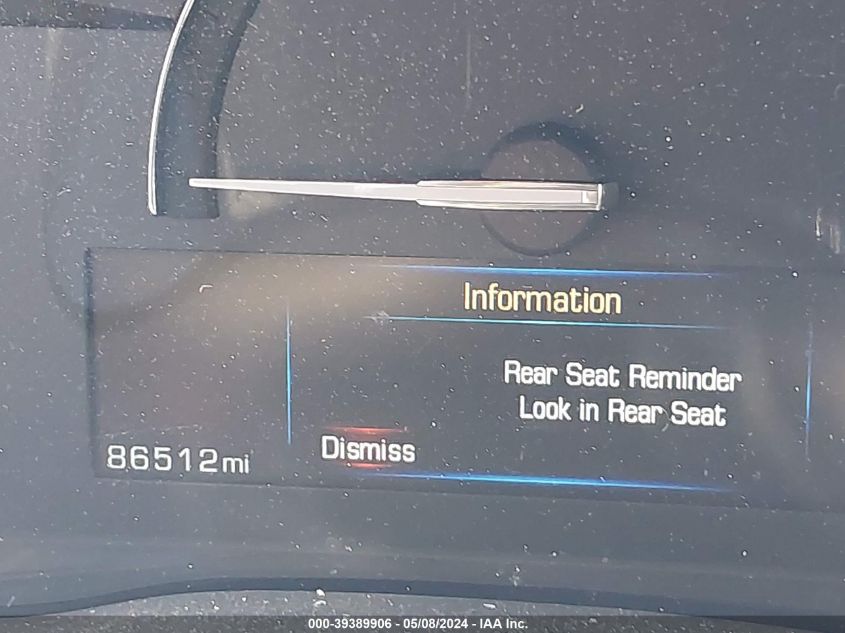 Information
Rear Seat Reminder
Look in Rear Seat
Dismiss
86512mi
000-39389906 - 05/08/2024 - IAA Inc.